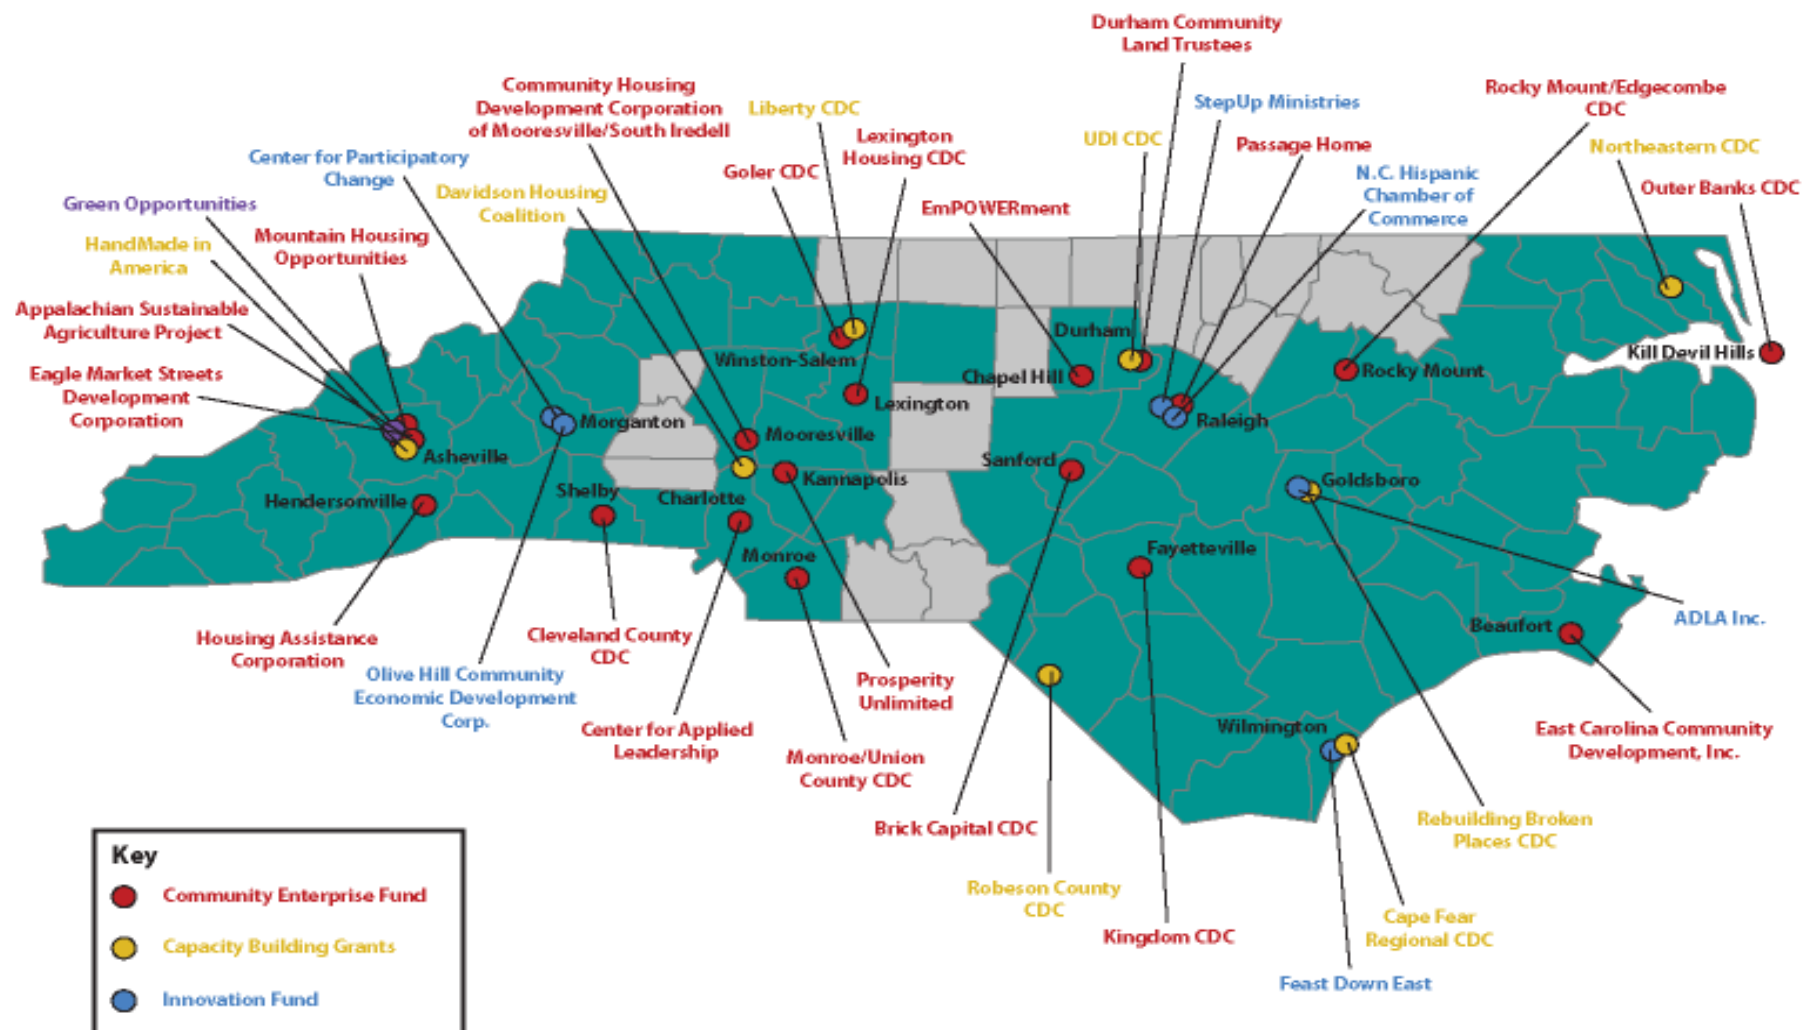 Durham Community
Land Trustees
Community Housing
Development Corporation
of Mooresville/South Iredell
Liberty CDC
Lexington
Housing CDC
Goler CDC
StepUp Ministries
UDI CDC
Passage Home
Rocky Mount/Edgecombe
CDC
Northeastern CDC
Outer Banks CDC
N.C. Hispanic
Chamber of
Commerce
Center for Participatory
Change
Davidson Housing
Coalition
EmPOWERment
Green Opportunities
HandMade in
America
Mountain Housing
Opportunities
Appalachian Sustainable
Agriculture Project
Eagle Market Streets
Development
Corporation
Durham
Winston-Salem
Chapel Hill
Kill Devil Hills
Rocky Mount
Lexington
Morganton
Raleigh
Mooresville
Asheville
Sanford
Kannapolis
Goldsboro
Shelby
Charlotte
Hendersonville
Monroe
Fayetteville
Beaufort
Wilmington
ADLA Inc.
Housing Assistance
Corporation
Cleveland County
CDC
Olive Hill Community
Economic Development
Corp.
Prosperity
Unlimited
Center for Applied
Leadership
Monroe/Union
County CDC
East Carolina Community
Development, Inc.
Brick Capital CDC
Rebuilding Broken
Places CDC
Robeson County
CDC
Kingdom CDC
Cape Fear
Regional CDC
Feast Down East
Key
Community Enterprise Fund
Capacity Building Grants
Innovation Fund